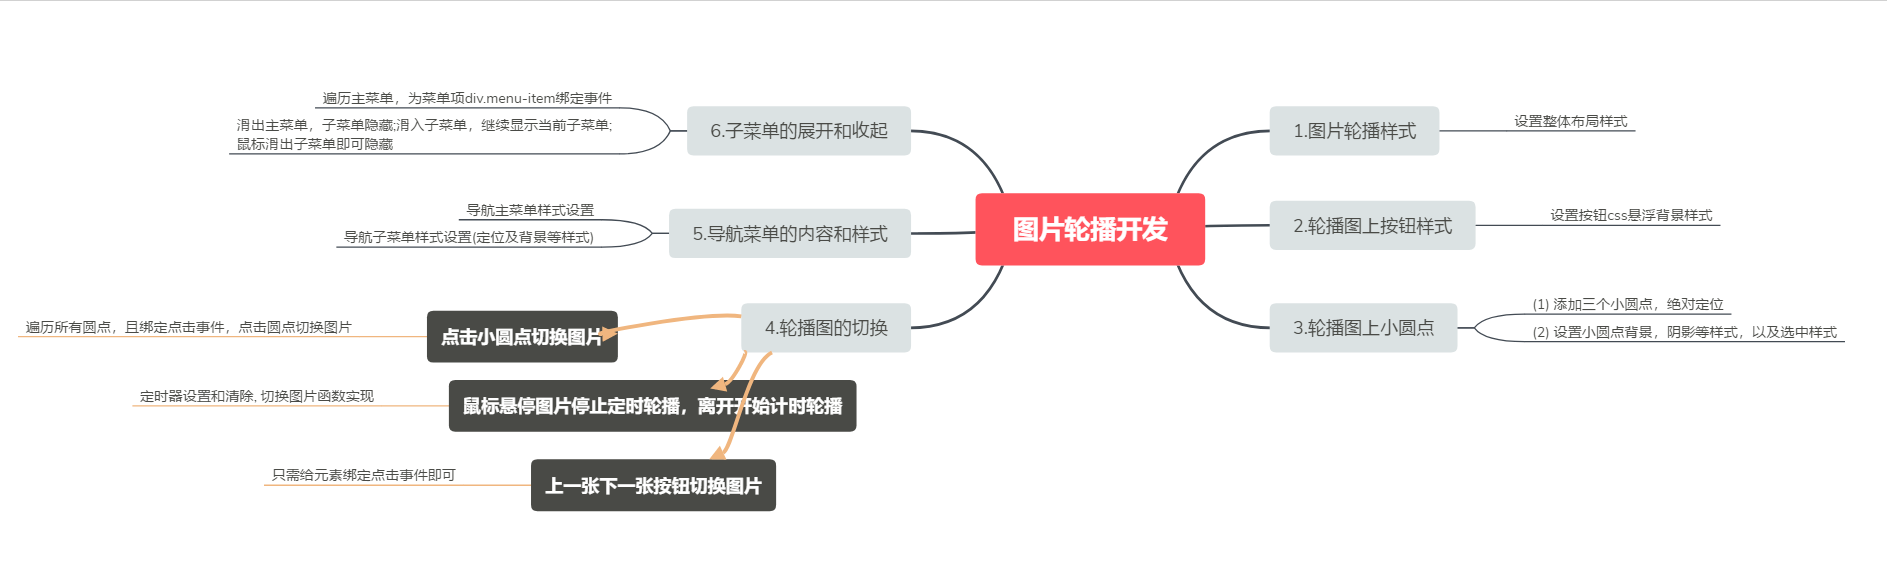 图片轮播开发
1.图片轮播样式
设置整体布局样式
2.轮播图上按钮样式
设置按钮css悬浮背景样式
3.轮播图上小圆点
(1) 添加三个小圆点，绝对定位
(2) 设置小圆点背景，阴影等样式，以及选中样式
4.轮播图的切换
点击小圆点切换图片
遍历所有圆点，且绑定点击事件，点击圆点切换图片
鼠标悬停图片停止定时轮播，离开开始计时轮播
定时器设置和清除, 切换图片函数实现
上一张下一张按钮切换图片
只需给元素绑定点击事件即可
5.导航菜单的内容和样式
导航主菜单样式设置
导航子菜单样式设置(定位及背景等样式)
6.子菜单的展开和收起
遍历主菜单，为菜单项div.menu-item绑定事件
滑出主菜单，子菜单隐藏;滑入子菜单，继续显示当前子菜单;
鼠标滑出子菜单即可隐藏